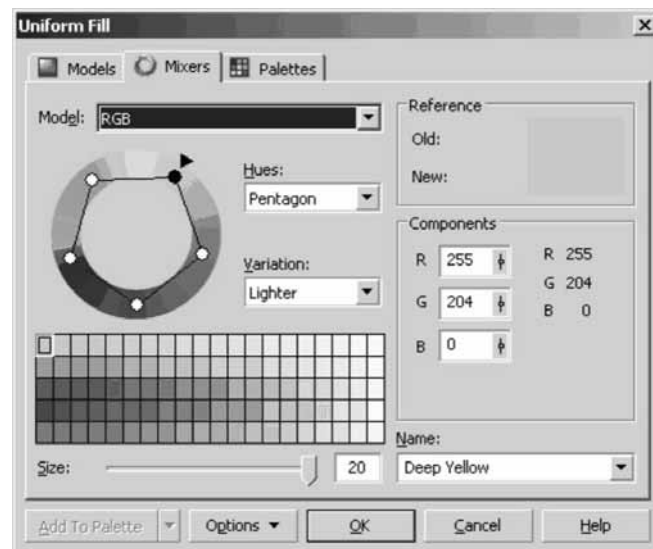 Uniform Fill
Models Mixers Palettes
Model: RGB
Hues:
Pentagon
Variation:
Lighter
Size: 20
Reference
Old:
New:
Components
R 255 R 255
G 204 G 204
B 0 B 0
Name:
Deep Yellow
Add To Palette Options OK Cancel Help